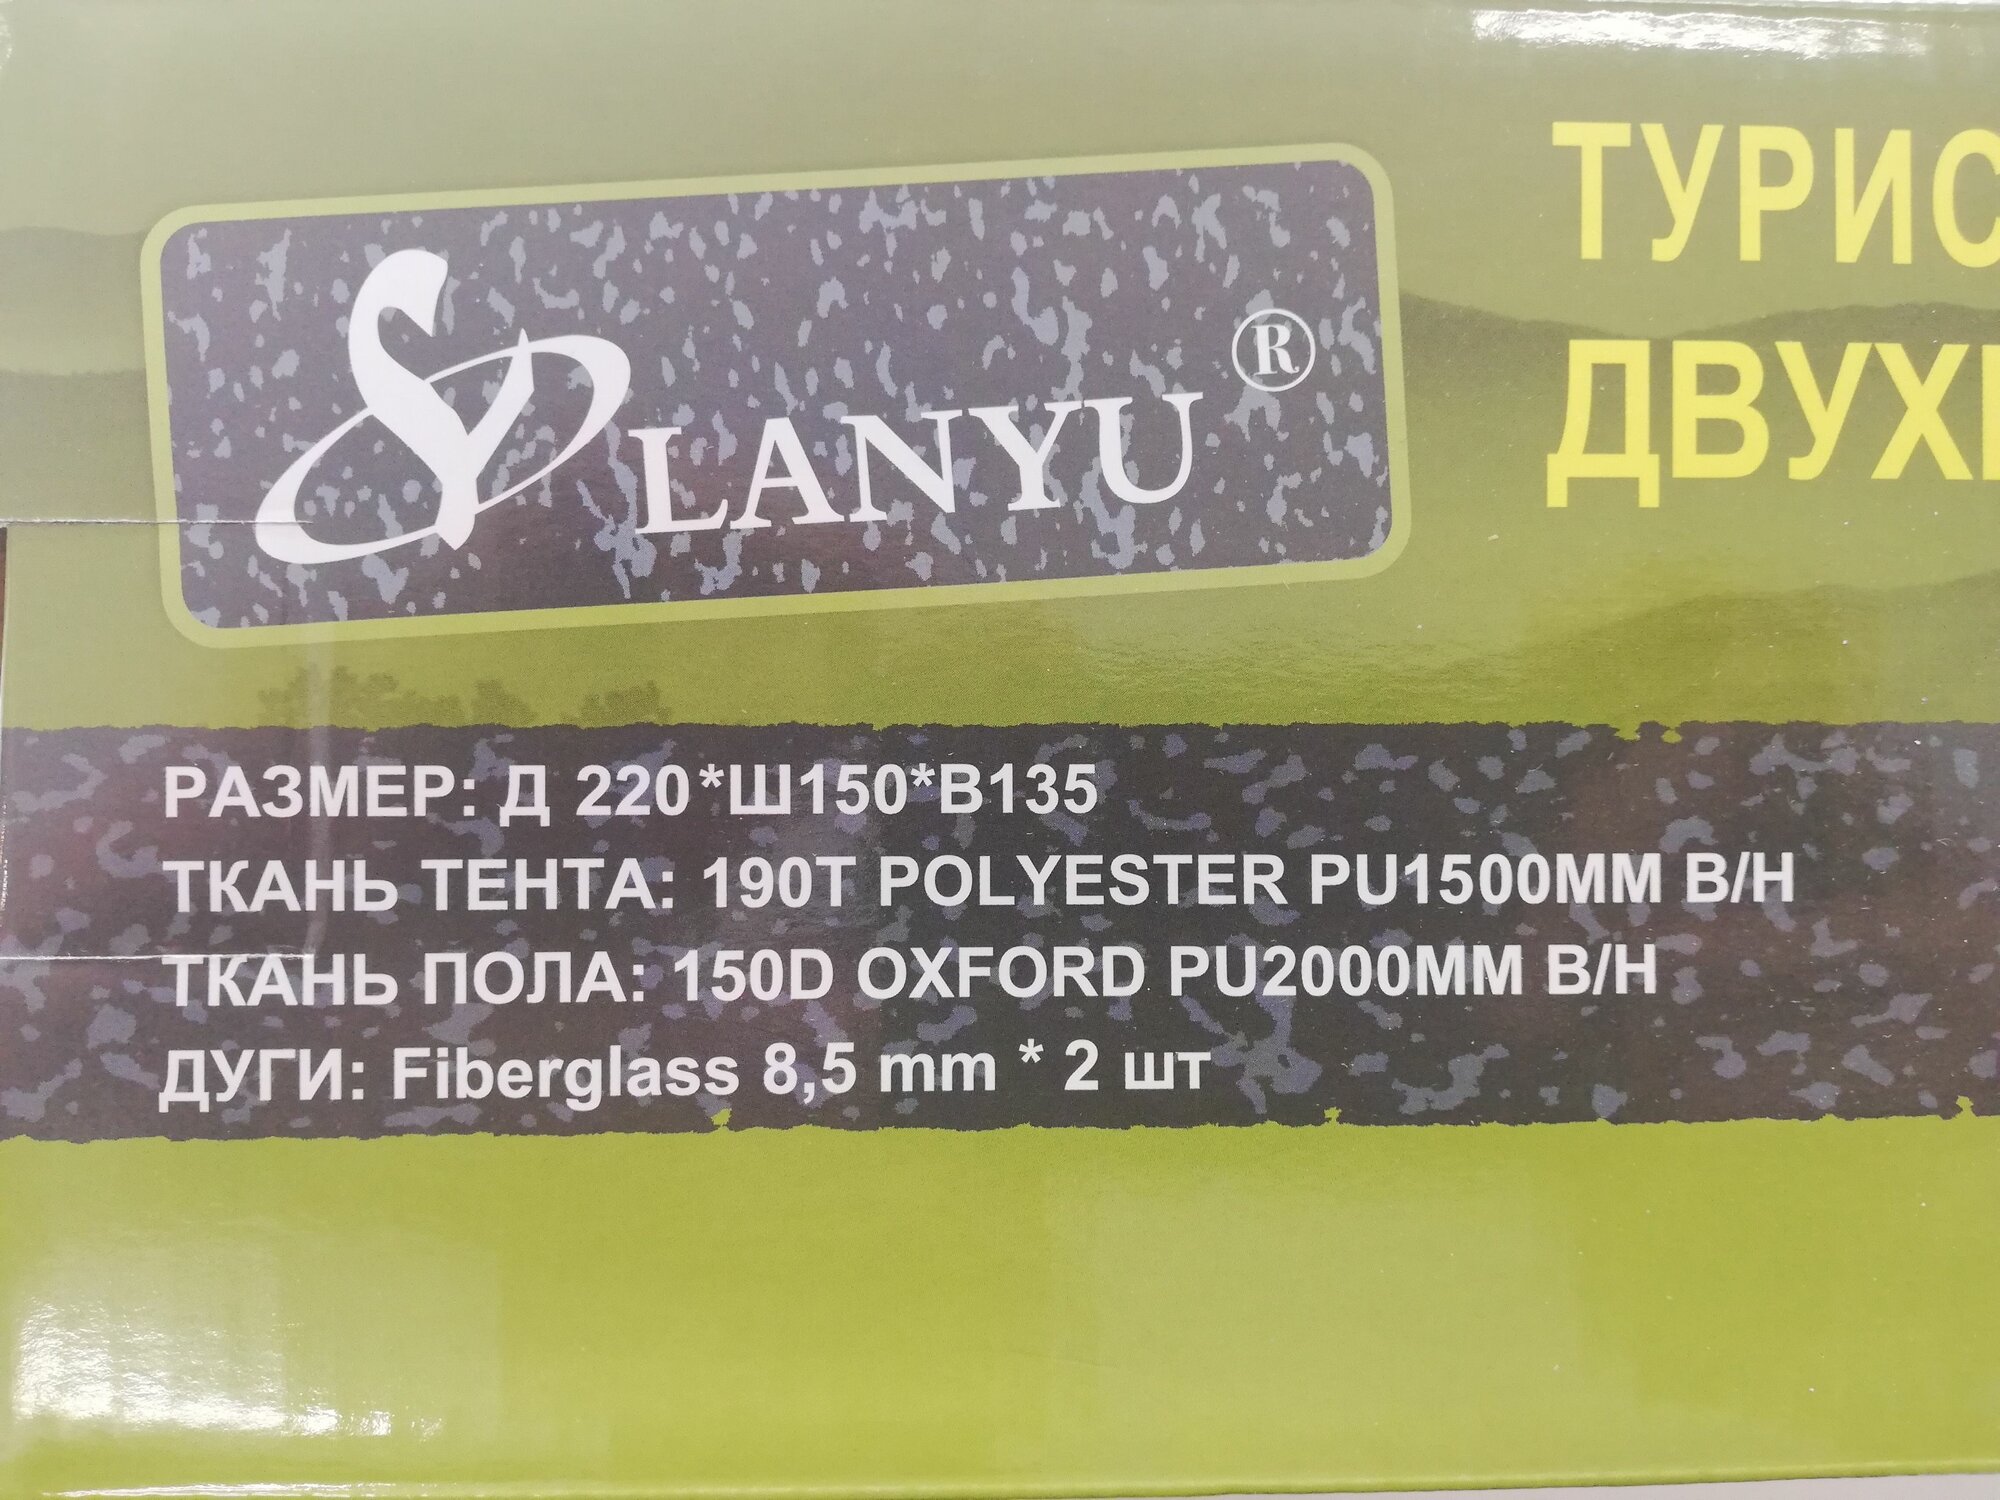 LANYU ®
ТУРИС
ДВУХ
РАЗМЕР: Д 220*Ш150*В135
ТКАНЬ ТЕНТА: 190T POLYESTER PU1500MM В/Н
ТКАНЬ ПОЛА: 150D OXFORD PU2000MM В/Н
ДУГИ: Fiberglass 8,5 mm * 2 шт